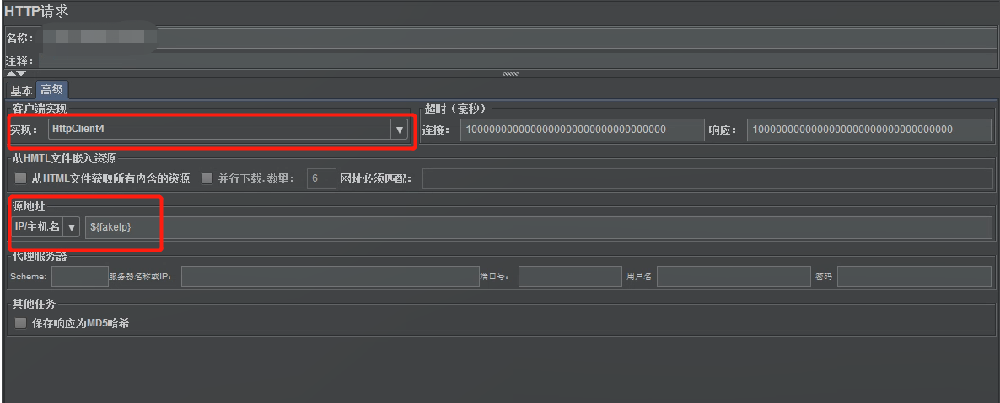 HTTP请求
名称：
注释：
基本 高级
客户端实现 超时（毫秒）
实现： HttpClient4 连接： 响应：
从HMTL文件嵌入资源
从HTML文件获取所有内含的资源 并行下载.数量： 6 网址必须匹配：
源地址
IP/主机名 ${fakeIp}
代理服务器
Scheme: 服务器名称或IP： 端口号： 用户名 密码
其他任务
保存响应为MD5哈希